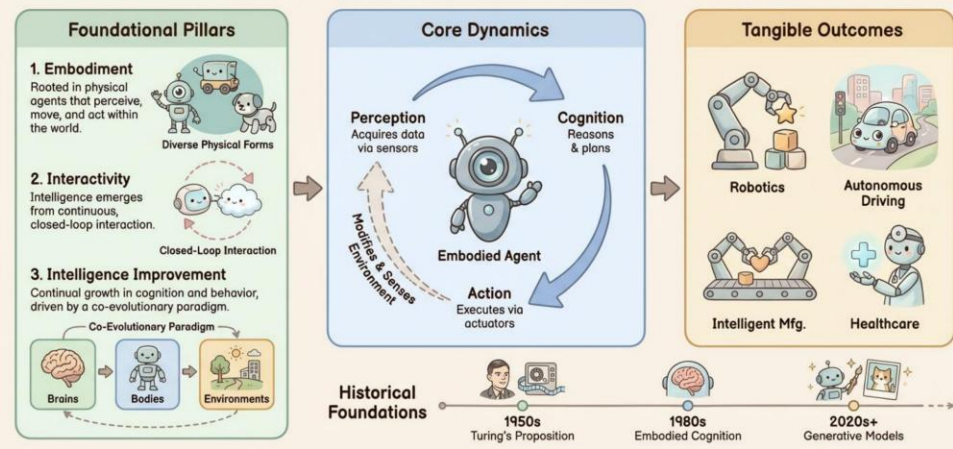 Foundational Pillars
1. Embodiment
Rooted in physical
agents that perceive,
move, and act within
the world.
Diverse Physical Forms
2. Interactivity
Intelligence emerges
from continuous,
closed-loop interaction.
Closed-Loop Interaction
3. Intelligence Improvement
Continual growth in cognition and behavior,
driven by a co-evolutionary paradigm.
Co-Evolutionary Paradigm
Brains
Bodies
Environments
Core Dynamics
Perception
Acquires data
via sensors
Cognition
Reasons
& plans
Embodied Agent
Modifies & Senses
Environment
Action
Executes via
actuators
Tangible Outcomes
Robotics
Autonomous
Driving
Intelligent Mfg.
Healthcare
Historical
Foundations
1950s
Turing's Proposition
1980s
Embodied Cognition
2020s+
Generative Models